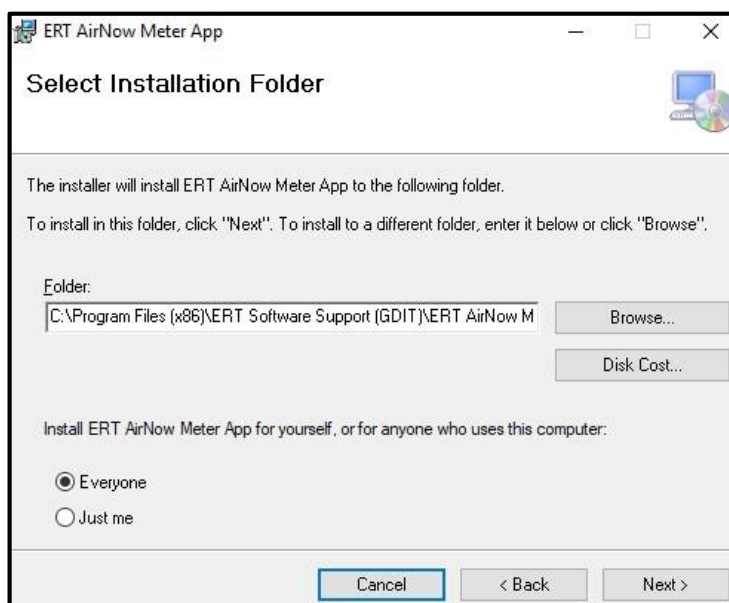 ERT AirNow Meter App
Select Installation Folder
The installer will install ERT AirNow Meter App to the following folder.
To install in this folder, click "Next". To install to a different folder, enter it below or click "Browse".
Folder:
C:\Program Files (x86)\ERT Software Support (GDIT)\ERT AirNow M
Browse...
Disk Cost...
Install ERT AirNow Meter App for yourself, or for anyone who uses this computer:
Everyone
Just me
Cancel < Back Next >